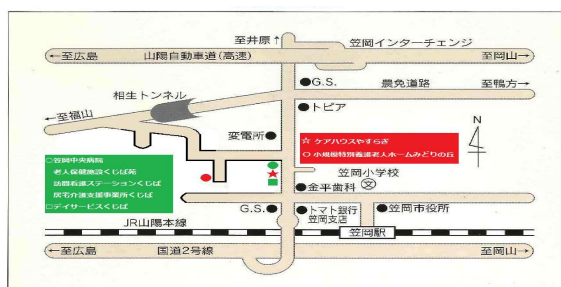 至井原↑
笠岡インターチェンジ
←至広島
山陽自動車道(高速)
至岡山→
G.S.
農免道路
至鴨方→
相生トンネル
トピア
←至福山
変電所
☆ ケアハウスやすらぎ
○ 小規模特別養護老人ホームみどりの丘
○笠岡中央病院
老人保健施設くじば苑
訪問看護ステーションくじば
居宅介護支援事業所くじば
○デイサービスくじば
笠岡小学校
文
金平歯科
G.S.
トマト銀行
笠岡支店
笠岡市役所
JR山陽本線
笠岡駅
←至広島
国道2号線
至岡山→